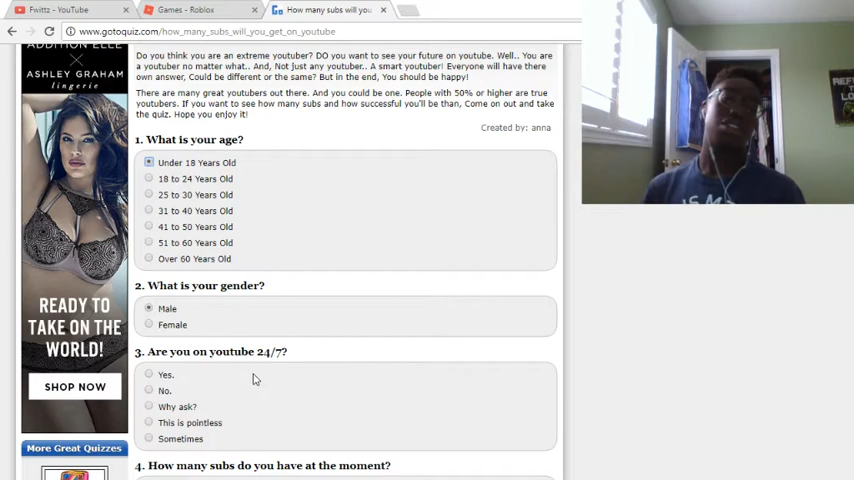 Fwittz - YouTube
Games - Roblox
How many subs will you
www.gotoquiz.com/how_many_subs_will_you_get_on_youtube
ADDITION ELLE
X
ASHLEY GRAHAM
lingerie
READY TO
TAKE ON THE
WORLD!
SHOP NOW
More Great Quizzes
Do you think you are an extreme youtuber? DO you want to see your future on youtube. Well.. You are
a youtuber no matter what.. And, Not just any youtuber.. A smart youtuber! Everyone will have there
own answer, Could be different or the same? But in the end, You should be happy!
There are many great youtubers out there. And you could be one. People with 50% or higher are true
youtubers. If you want to see how many subs and how successful you'll be than, Come on out and take
the quiz. Hope you enjoy it!
Created by: anna
1. What is your age?
Under 18 Years Old
18 to 24 Years Old
25 to 30 Years Old
31 to 40 Years Old
41 to 50 Years Old
51 to 60 Years Old
Over 60 Years Old
2. What is your gender?
Male
Female
3. Are you on youtube 24/7?
Yes.
No.
Why ask?
This is pointless
Sometimes
4. How many subs do you have at the moment?